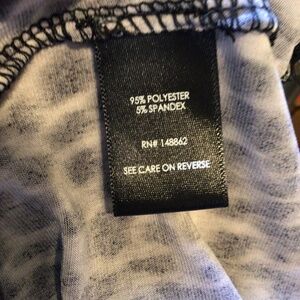 95% POLYESTER
5% SPANDEX
RN# 148862
SEE CARE ON REVERSE